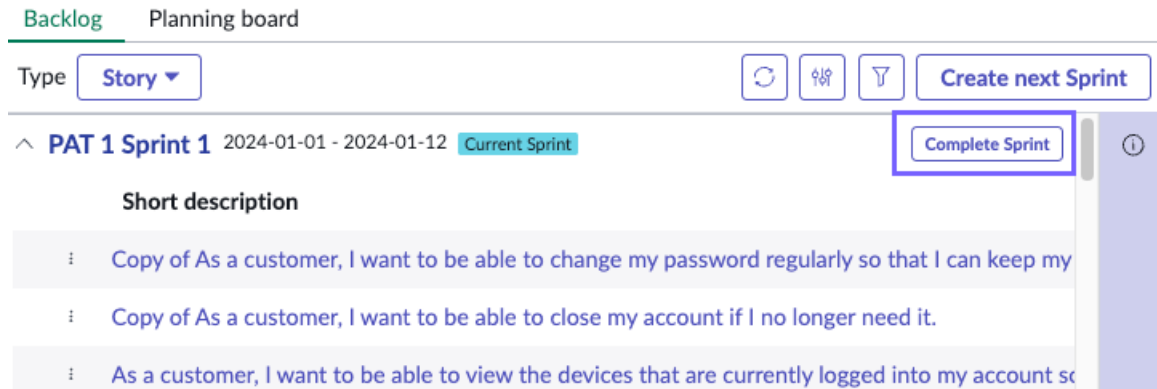 Backlog Planning board
Type Story Create next Sprint
PAT 1 Sprint 1 2024-01-01 - 2024-01-12 Current Sprint Complete Sprint
Short description
Copy of As a customer, I want to be able to change my password regularly so that I can keep my
Copy of As a customer, I want to be able to close my account if I no longer need it.
As a customer, I want to be able to view the devices that are currently logged into my account